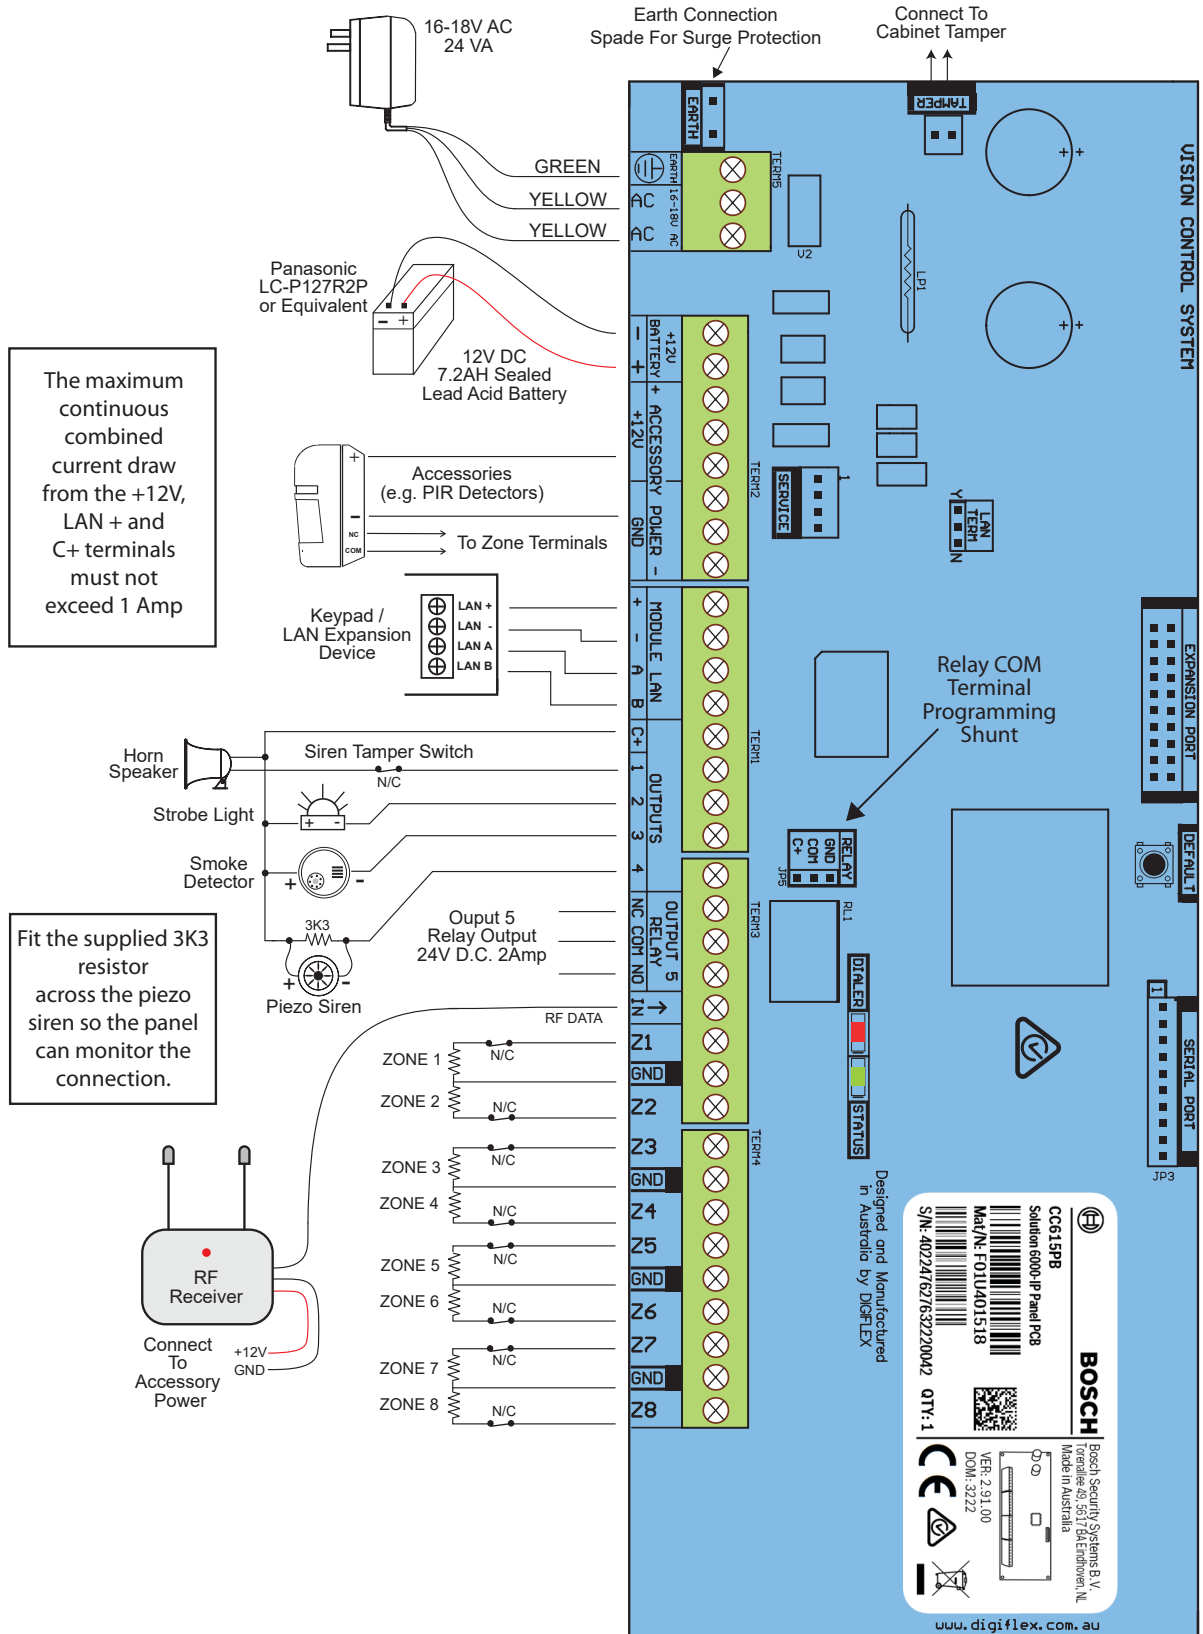 16-18V AC
24 VA
Earth Connection
Spade For Surge Protection
Connect To
Cabinet Tamper
EARTH
TAMPER
VISION CONTROL SYSTEM
GREEN
YELLOW
YELLOW
EARTH
16-18V AC
AC
AC
TERM5
V2
LP1
+
+
+
+
Panasonic
LC-P127R2P
or Equivalent
- +
12V DC
7.2AH Sealed
Lead Acid Battery
-
+
+12V
BATTERY
+12V
GND
+ ACCESSORY POWER -
TERM2
SERVICE
1
Y
LAN
TERM
N
The maximum
continuous
combined
current draw
from the +12V,
LAN + and
C+ terminals
must not
exceed 1 Amp
+
-
NC
COM
Accessories
(e.g. PIR Detectors)
To Zone Terminals
Keypad /
LAN Expansion
Device
LAN +
LAN -
LAN A
LAN B
+
-
A
B
MODULE LAN
Relay COM
Terminal
Programming
Shunt
EXPANSION PORT
TERM1
Horn
Speaker
Siren Tamper Switch
N/C
Strobe Light
+ -
Smoke
Detector
+ -
C+
1
2
3
4
OUTPUTS
RELAY
GND
COM
C+
JP5
DEFAULT
Fit the supplied 3K3
resistor
across the piezo
siren so the panel
can monitor the
connection.
3K3
+ -
Piezo Siren
Ouput 5
Relay Output
24V D.C. 2Amp
NC COM NO
OUTPUT 5
RELAY
TERM3
RL1
DIALER
STATUS
1
SERIAL PORT
JP3
RF DATA
IN →
ZONE 1
N/C
Z1
GND
ZONE 2
N/C
Z2
ZONE 3
N/C
Z3
GND
ZONE 4
N/C
Z4
TERM4
ZONE 5
N/C
Z5
GND
ZONE 6
N/C
Z6
ZONE 7
N/C
Z7
GND
ZONE 8
N/C
Z8
RF
Receiver
Connect
To
Accessory
Power
+12V
GND
Designed and Manufactured
in Australia by DIGIFLEX
CC615PB
Solution 6000-IP Panel PCB
Mat/N: F01U401518
S/N: 402247627632220042 QTY: 1
BOSCH
Bosch Security Systems B.V.
Torenallee 49, 5617 BA Eindhoven, NL
Made in Australia
VER: 2.91.00
DOM: 3222
CE
www.digiflex.com.au